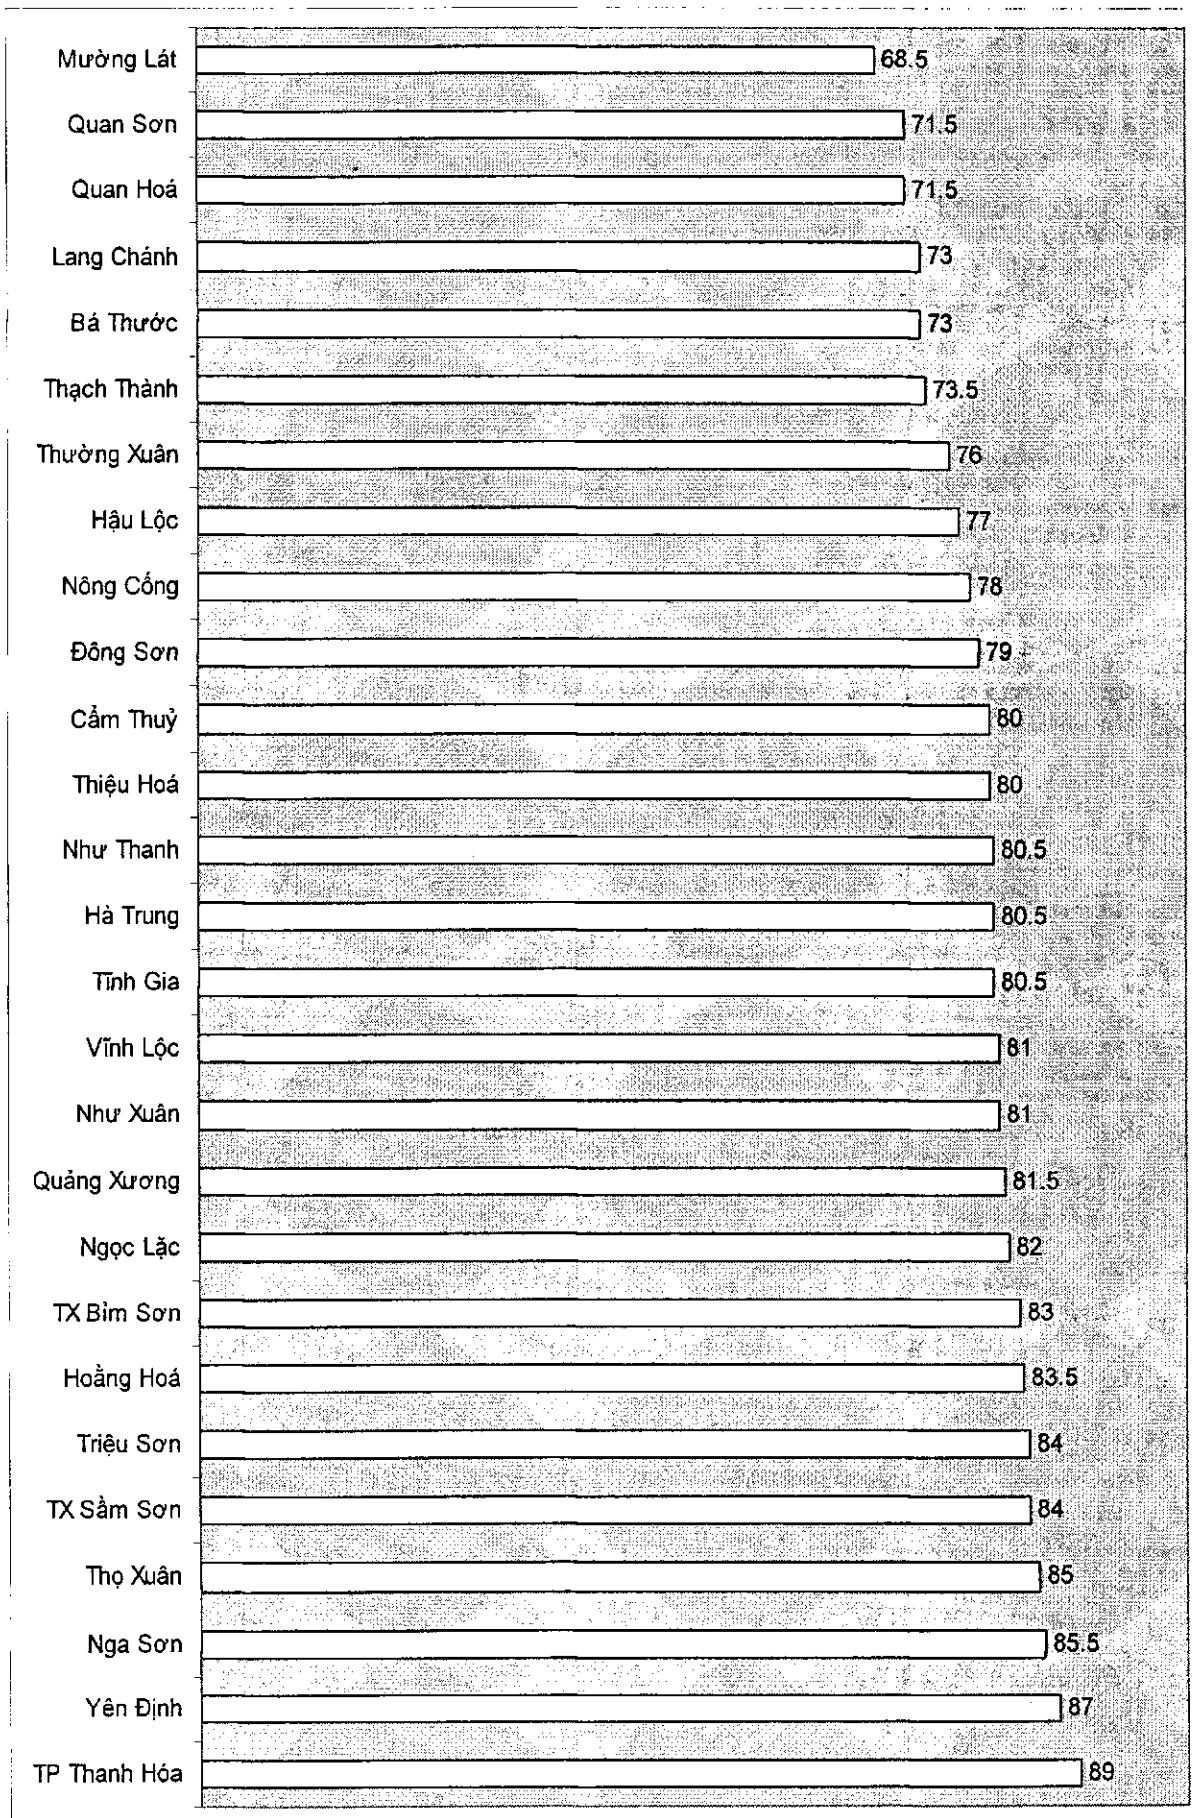 Mường Lát 68.5
Quan Sơn 71.5
Quan Hoá 71.5
Lang Chánh 73
Bá Thước 73
Thạch Thành 73.5
Thường Xuân 76
Hậu Lộc 77
Nông Cống 78
Đông Sơn 79
Cẩm Thuỷ 80
Thiệu Hoá 80
Như Thanh 80.5
Hà Trung 80.5
Tĩnh Gia 80.5
Vĩnh Lộc 81
Như Xuân 81
Quảng Xương 81.5
Ngọc Lặc 82
TX Bỉm Sơn 83
Hoằng Hoá 83.5
Triệu Sơn 84
TX Sầm Sơn 84
Thọ Xuân 85
Nga Sơn 85.5
Yên Định 87
TP Thanh Hóa 89